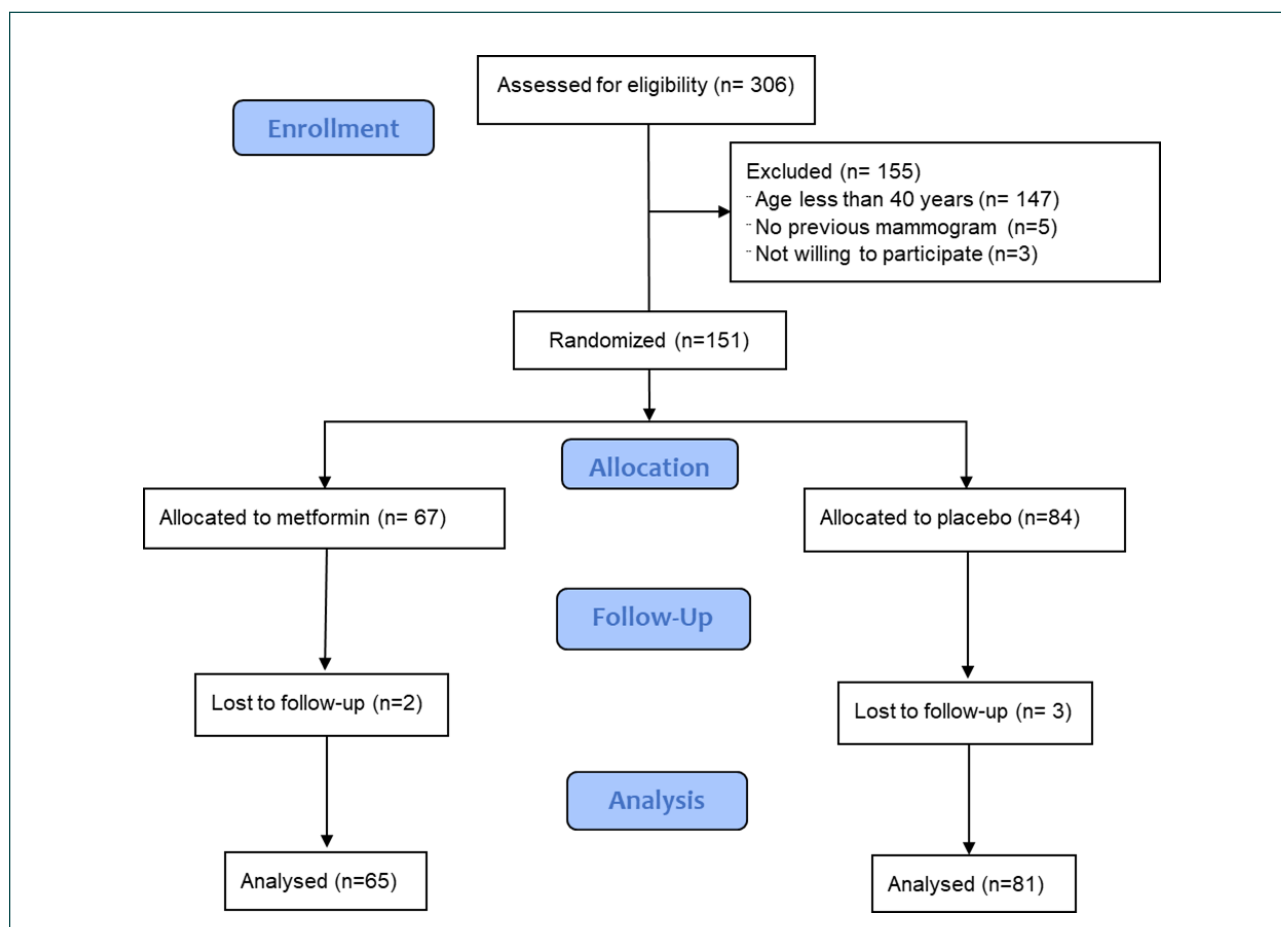 Assessed for eligibility (n= 306)
Enrollment
Excluded (n= 155)
¨ Age less than 40 years (n= 147)
¨ No previous mammogram (n=5)
¨ Not willing to participate (n=3)
Randomized (n=151)
Allocation
Allocated to metformin (n= 67)
Allocated to placebo (n=84)
Follow-Up
Lost to follow-up (n=2)
Lost to follow-up (n= 3)
Analysis
Analysed (n=65)
Analysed (n=81)